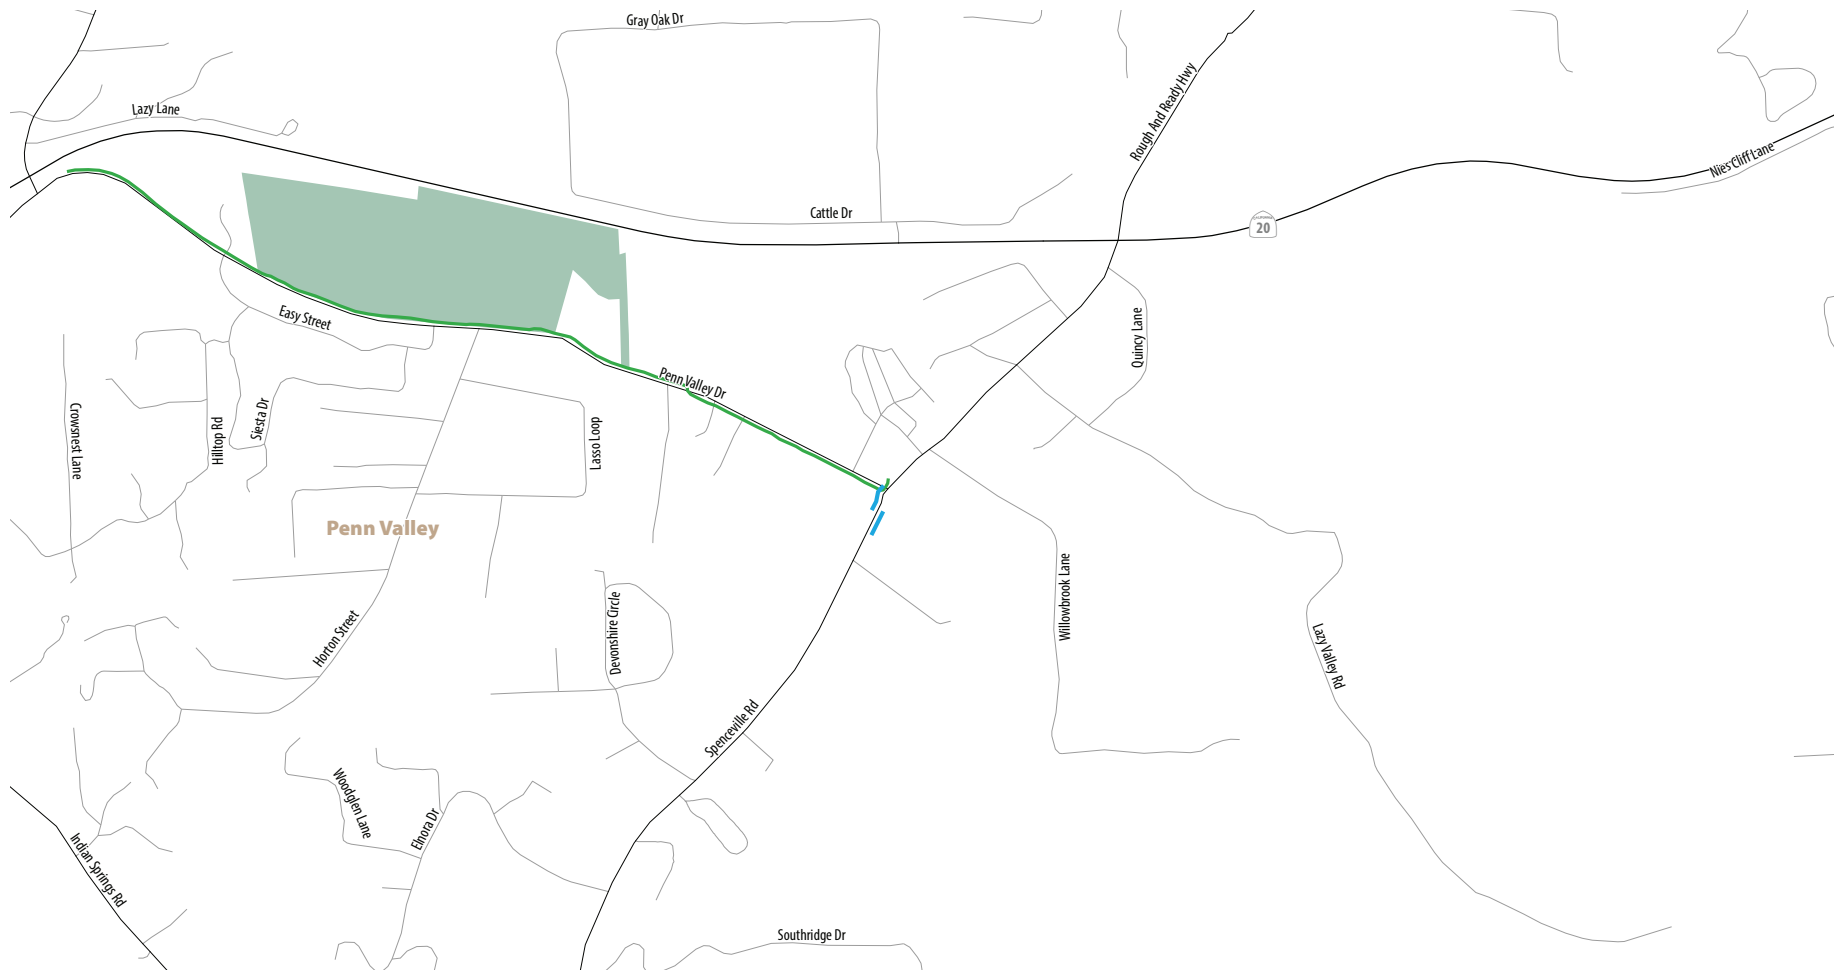 Gray Oak Dr
Rough And Ready Hwy
Lazy Lane
Nies Cliff Lane
Cattle Dr
20
Easy Street
Quincy Lane
Penn Valley Dr
Crowsnest Lane
Hilltop Rd
Siesta Dr
Lasso Loop
Penn Valley
Willowbrook Lane
Devonshire Circle
Horton Street
Lazy Valley Rd
Spenceville Rd
Woodglen Lane
Elnora Dr
Indian Springs Rd
Southridge Dr